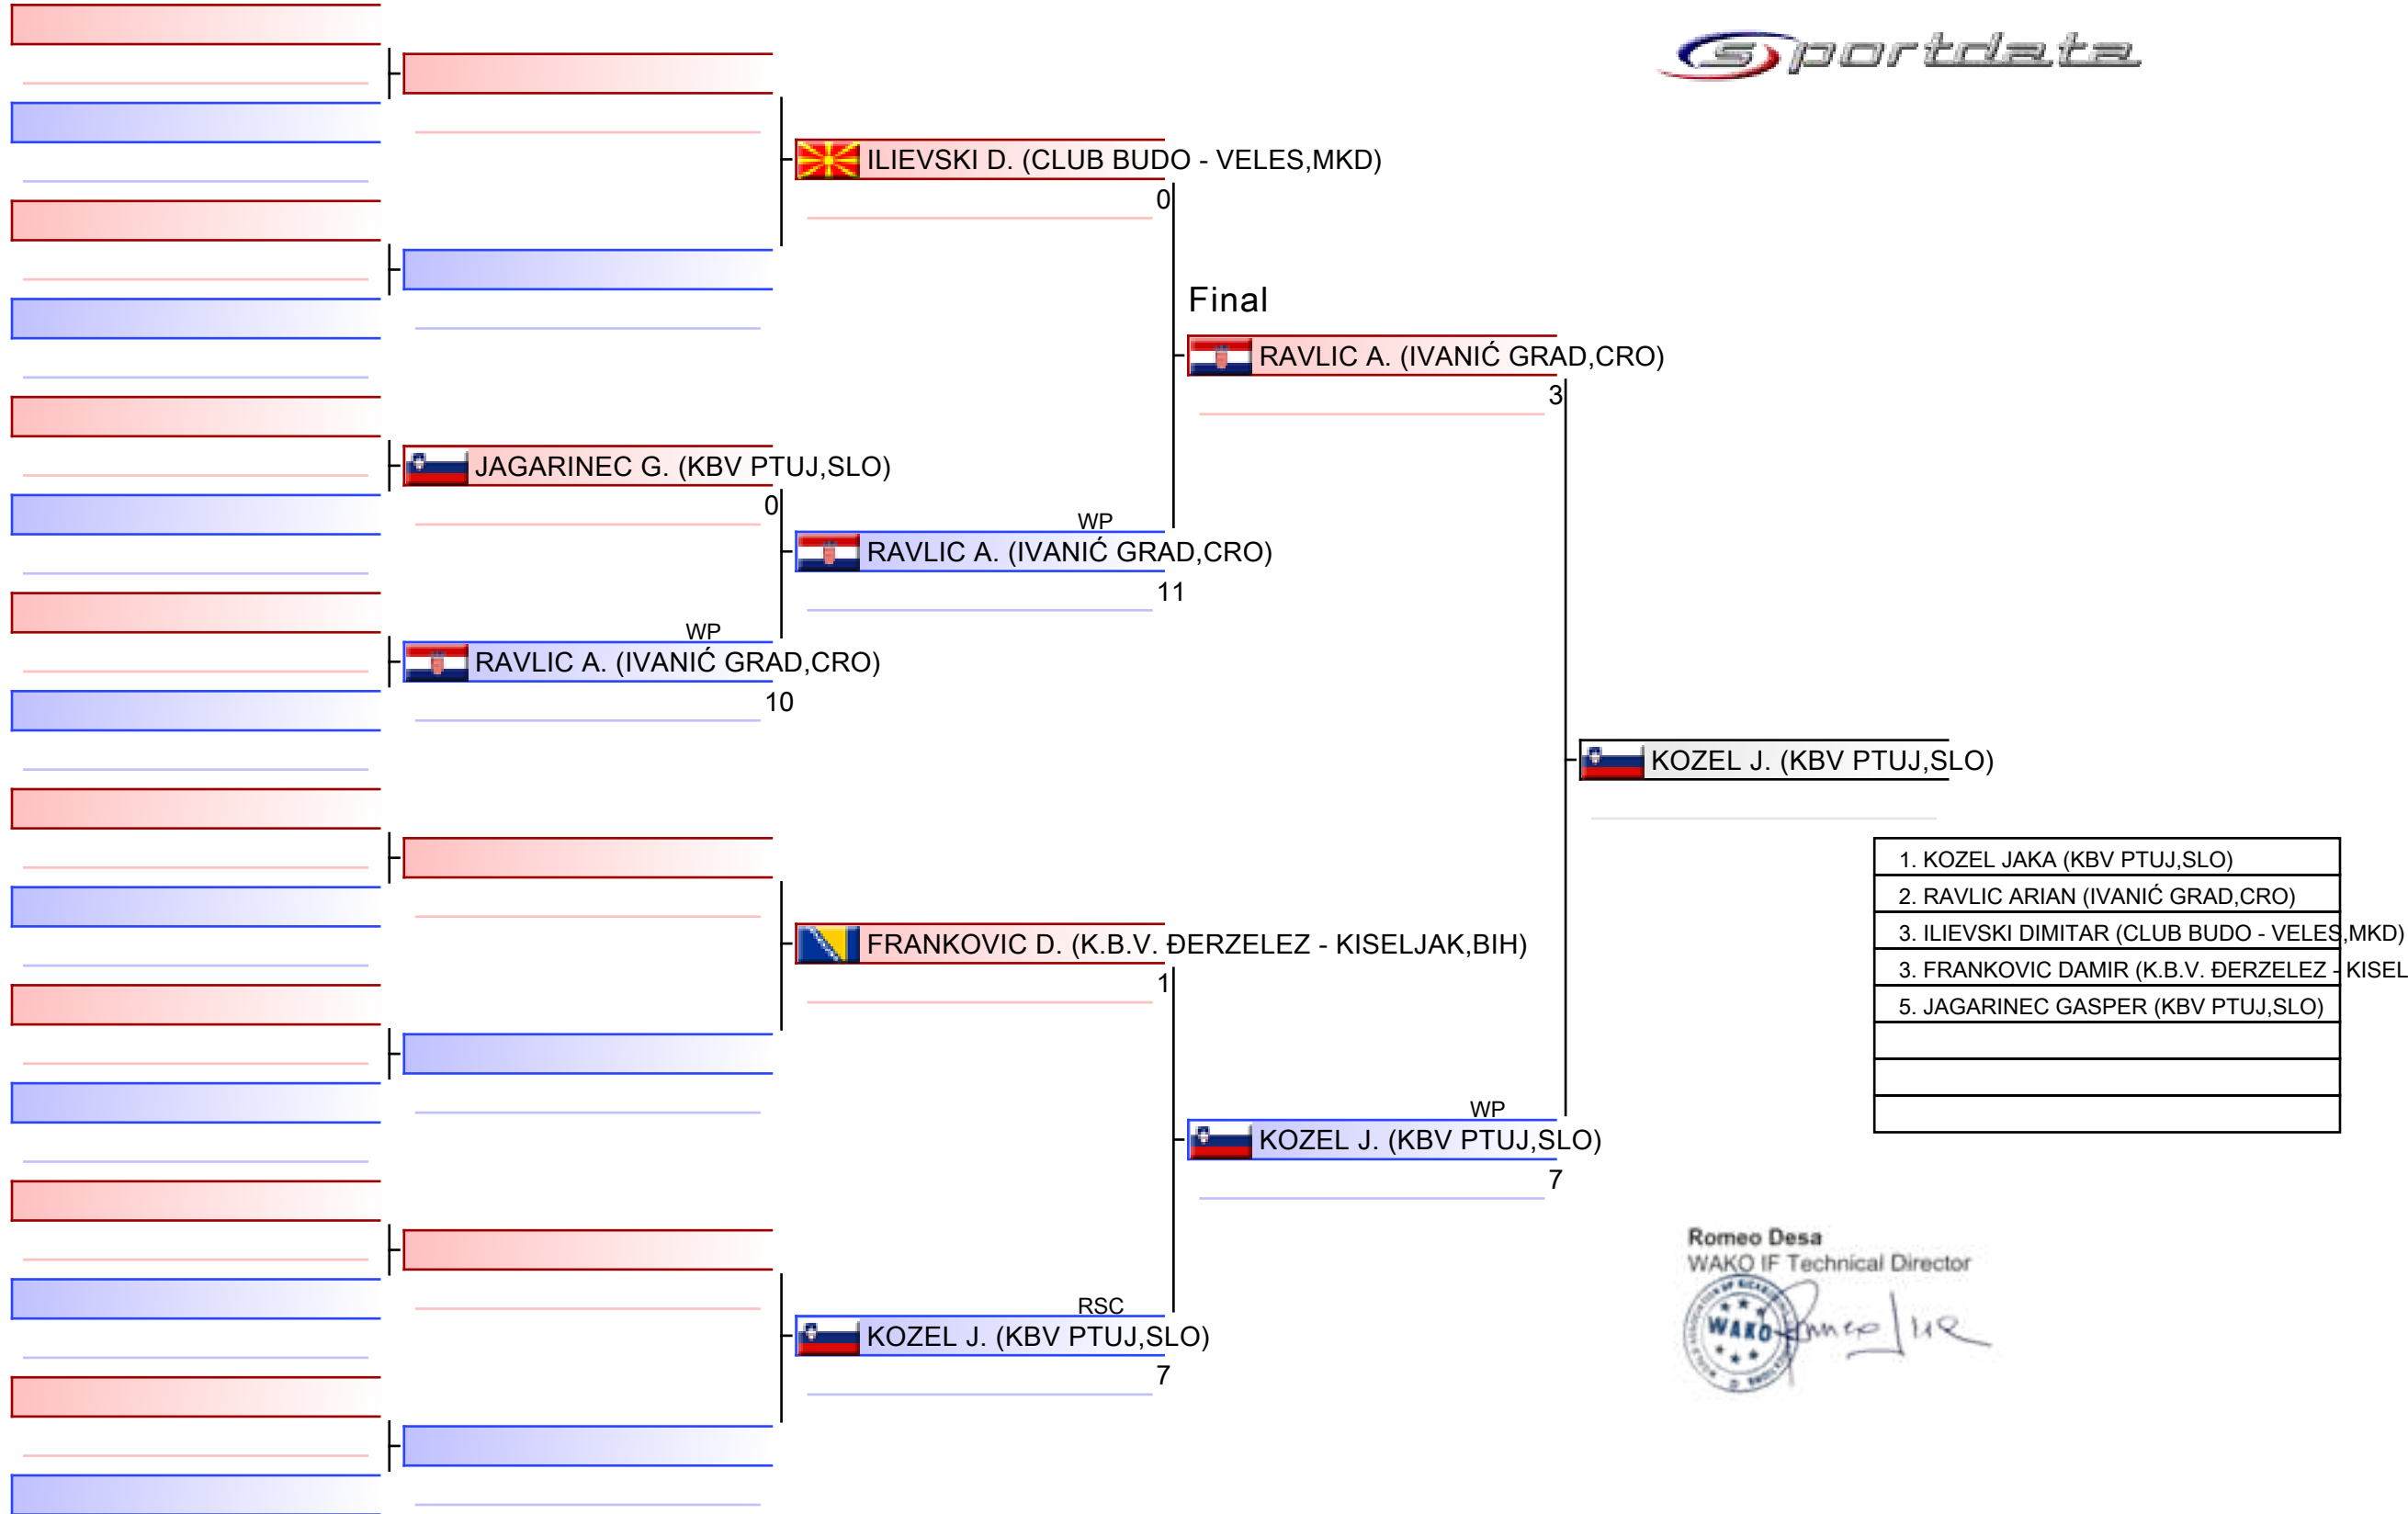 sportdata
ILIEVSKI D. (CLUB BUDO - VELES,MKD)
0
Final
RAVLIC A. (IVANIĆ GRAD,CRO)
3
JAGARINEC G. (KBV PTUJ,SLO)
0
WP
RAVLIC A. (IVANIĆ GRAD,CRO)
11
WP
RAVLIC A. (IVANIĆ GRAD,CRO)
10
KOZEL J. (KBV PTUJ,SLO)
1. KOZEL JAKA (KBV PTUJ,SLO)
2. RAVLIC ARIAN (IVANIĆ GRAD,CRO)
3. ILIEVSKI DIMITAR (CLUB BUDO - VELES,MKD)
3. FRANKOVIC DAMIR (K.B.V. ĐERZELEZ - KISEL
5. JAGARINEC GASPER (KBV PTUJ,SLO)
FRANKOVIC D. (K.B.V. ĐERZELEZ - KISELJAK,BIH)
1
WP
KOZEL J. (KBV PTUJ,SLO)
7
RSC
KOZEL J. (KBV PTUJ,SLO)
7
Romeo Desa
WAKO IF Technical Director
WAKO